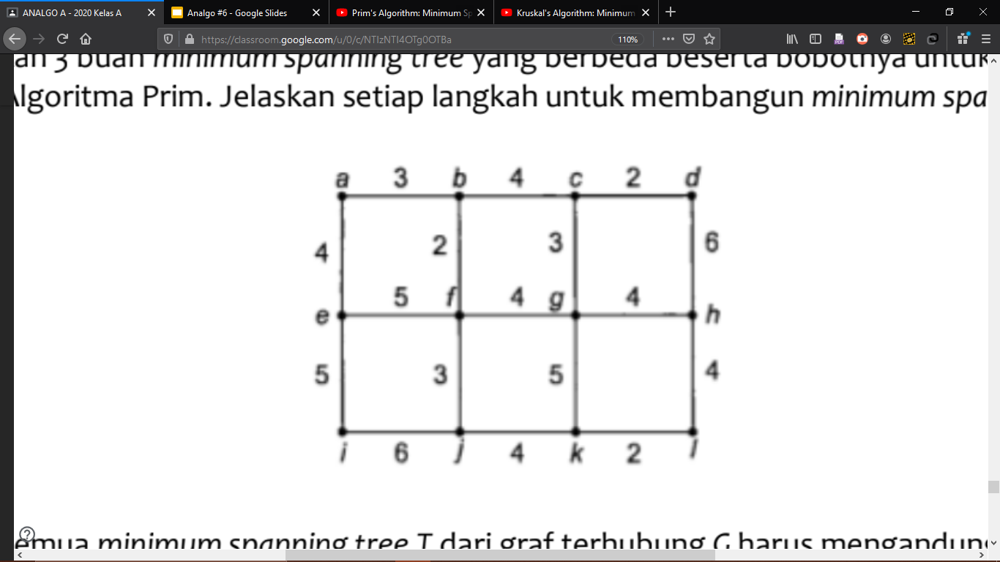 ANALGO A - 2020 Kelas A
Analgo #6 - Google Slides
Prim's Algorithm: Minimum Sp
Kruskal's Algorithm: Minimum
https://classroom.google.com/u/0/c/NTIzNTI4OTg0OTBa
110%
an 3 buah minimum spanning tree yang berbeda beserta bobotnya untuk
Algoritma Prim. Jelaskan setiap langkah untuk membangun minimum spa
a 3 b 4 c 2 d
4 2 3 6
5 f 4 g 4
e h
5 3 5 4
i 6 j 4 k 2 l
emua minimum spanning tree T dari graf terhubung G harus mengandung